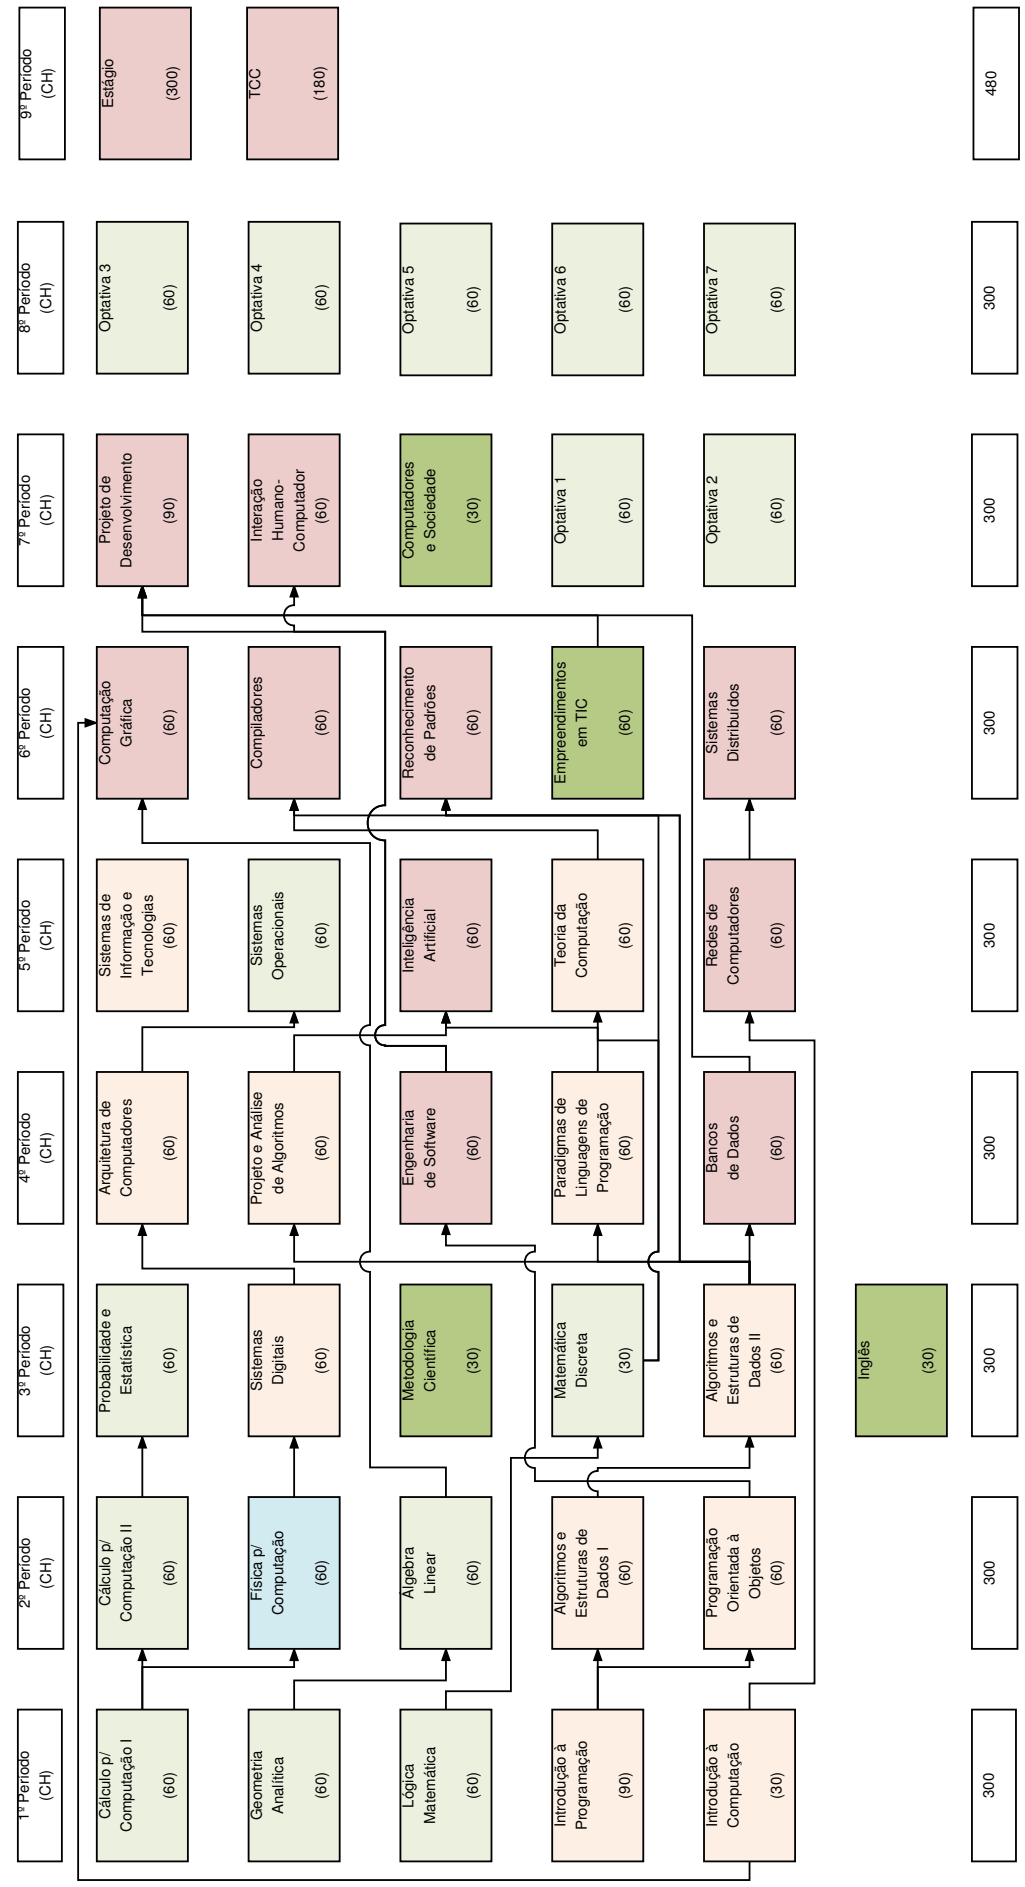 1º Período
(CH)
Cálculo p/
Computação I
(60)
Geometria
Analítica
(60)
Lógica
Matemática
(60)
Introdução à
Programação
(90)
Introdução à
Computação
(30)
300
2º Período
(CH)
Cálculo p/
Computação II
(60)
Física p/
Computação
(60)
Álgebra
Linear
(60)
Algoritmos e
Estruturas de
Dados I
(60)
Programação
Orientada à
Objetos
(60)
300
3º Período
(CH)
Probabilidade e
Estatística
(60)
Sistemas
Digitais
(60)
Metodologia
Científica
(30)
Matemática
Discreta
(30)
Algoritmos e
Estruturas de
Dados II
(60)
Inglês
(30)
300
4º Período
(CH)
Arquitetura de
Computadores
(60)
Projeto e Análise
de Algoritmos
(60)
Engenharia
de Software
(60)
Paradigmas de
Linguagens de
Programação
(60)
Bancos
de Dados
(60)
300
5º Período
(CH)
Sistemas de
Informação e
Tecnologias
(60)
Sistemas
Operacionais
(60)
Inteligência
Artificial
(60)
Teoria da
Computação
(60)
Redes de
Computadores
(60)
300
6º Período
(CH)
Computação
Gráfica
(60)
Compiladores
(60)
Reconhecimento
de Padrões
(60)
Empreendimentos
em TIC
(60)
Sistemas
Distribuídos
(60)
300
7º Período
(CH)
Projeto de
Desenvolvimento
(90)
Interação
Humano-
Computador
(60)
Computadores
e Sociedade
(30)
Optativa 1
(60)
Optativa 2
(60)
300
8º Período
(CH)
Optativa 3
(60)
Optativa 4
(60)
Optativa 5
(60)
Optativa 6
(60)
Optativa 7
(60)
300
9º Período
(CH)
Estágio
(300)
TCC
(180)
480